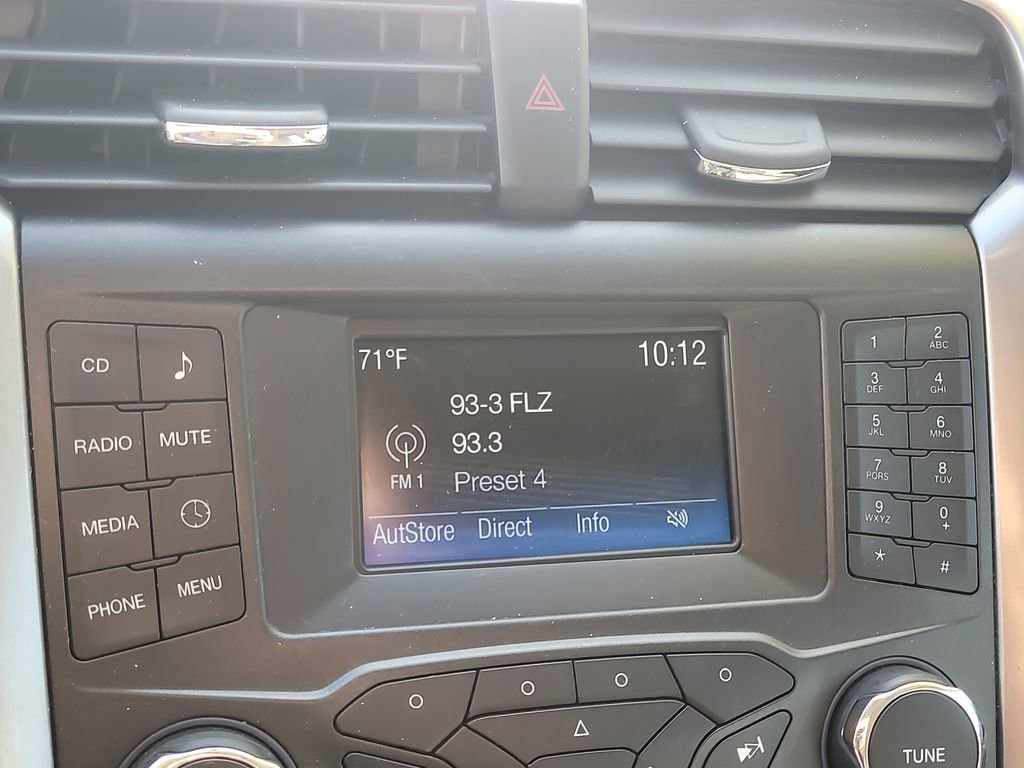 71°F 10:12
93-3 FLZ
93.3
FM 1 Preset 4
AutStore Direct Info
CD
RADIO MUTE
MEDIA
PHONE MENU
1 2 ABC
3 DEF 4 GHI
5 JKL 6 MNO
7 PQRS 8 TUV
9 WXYZ 0 +
* #
TUNE